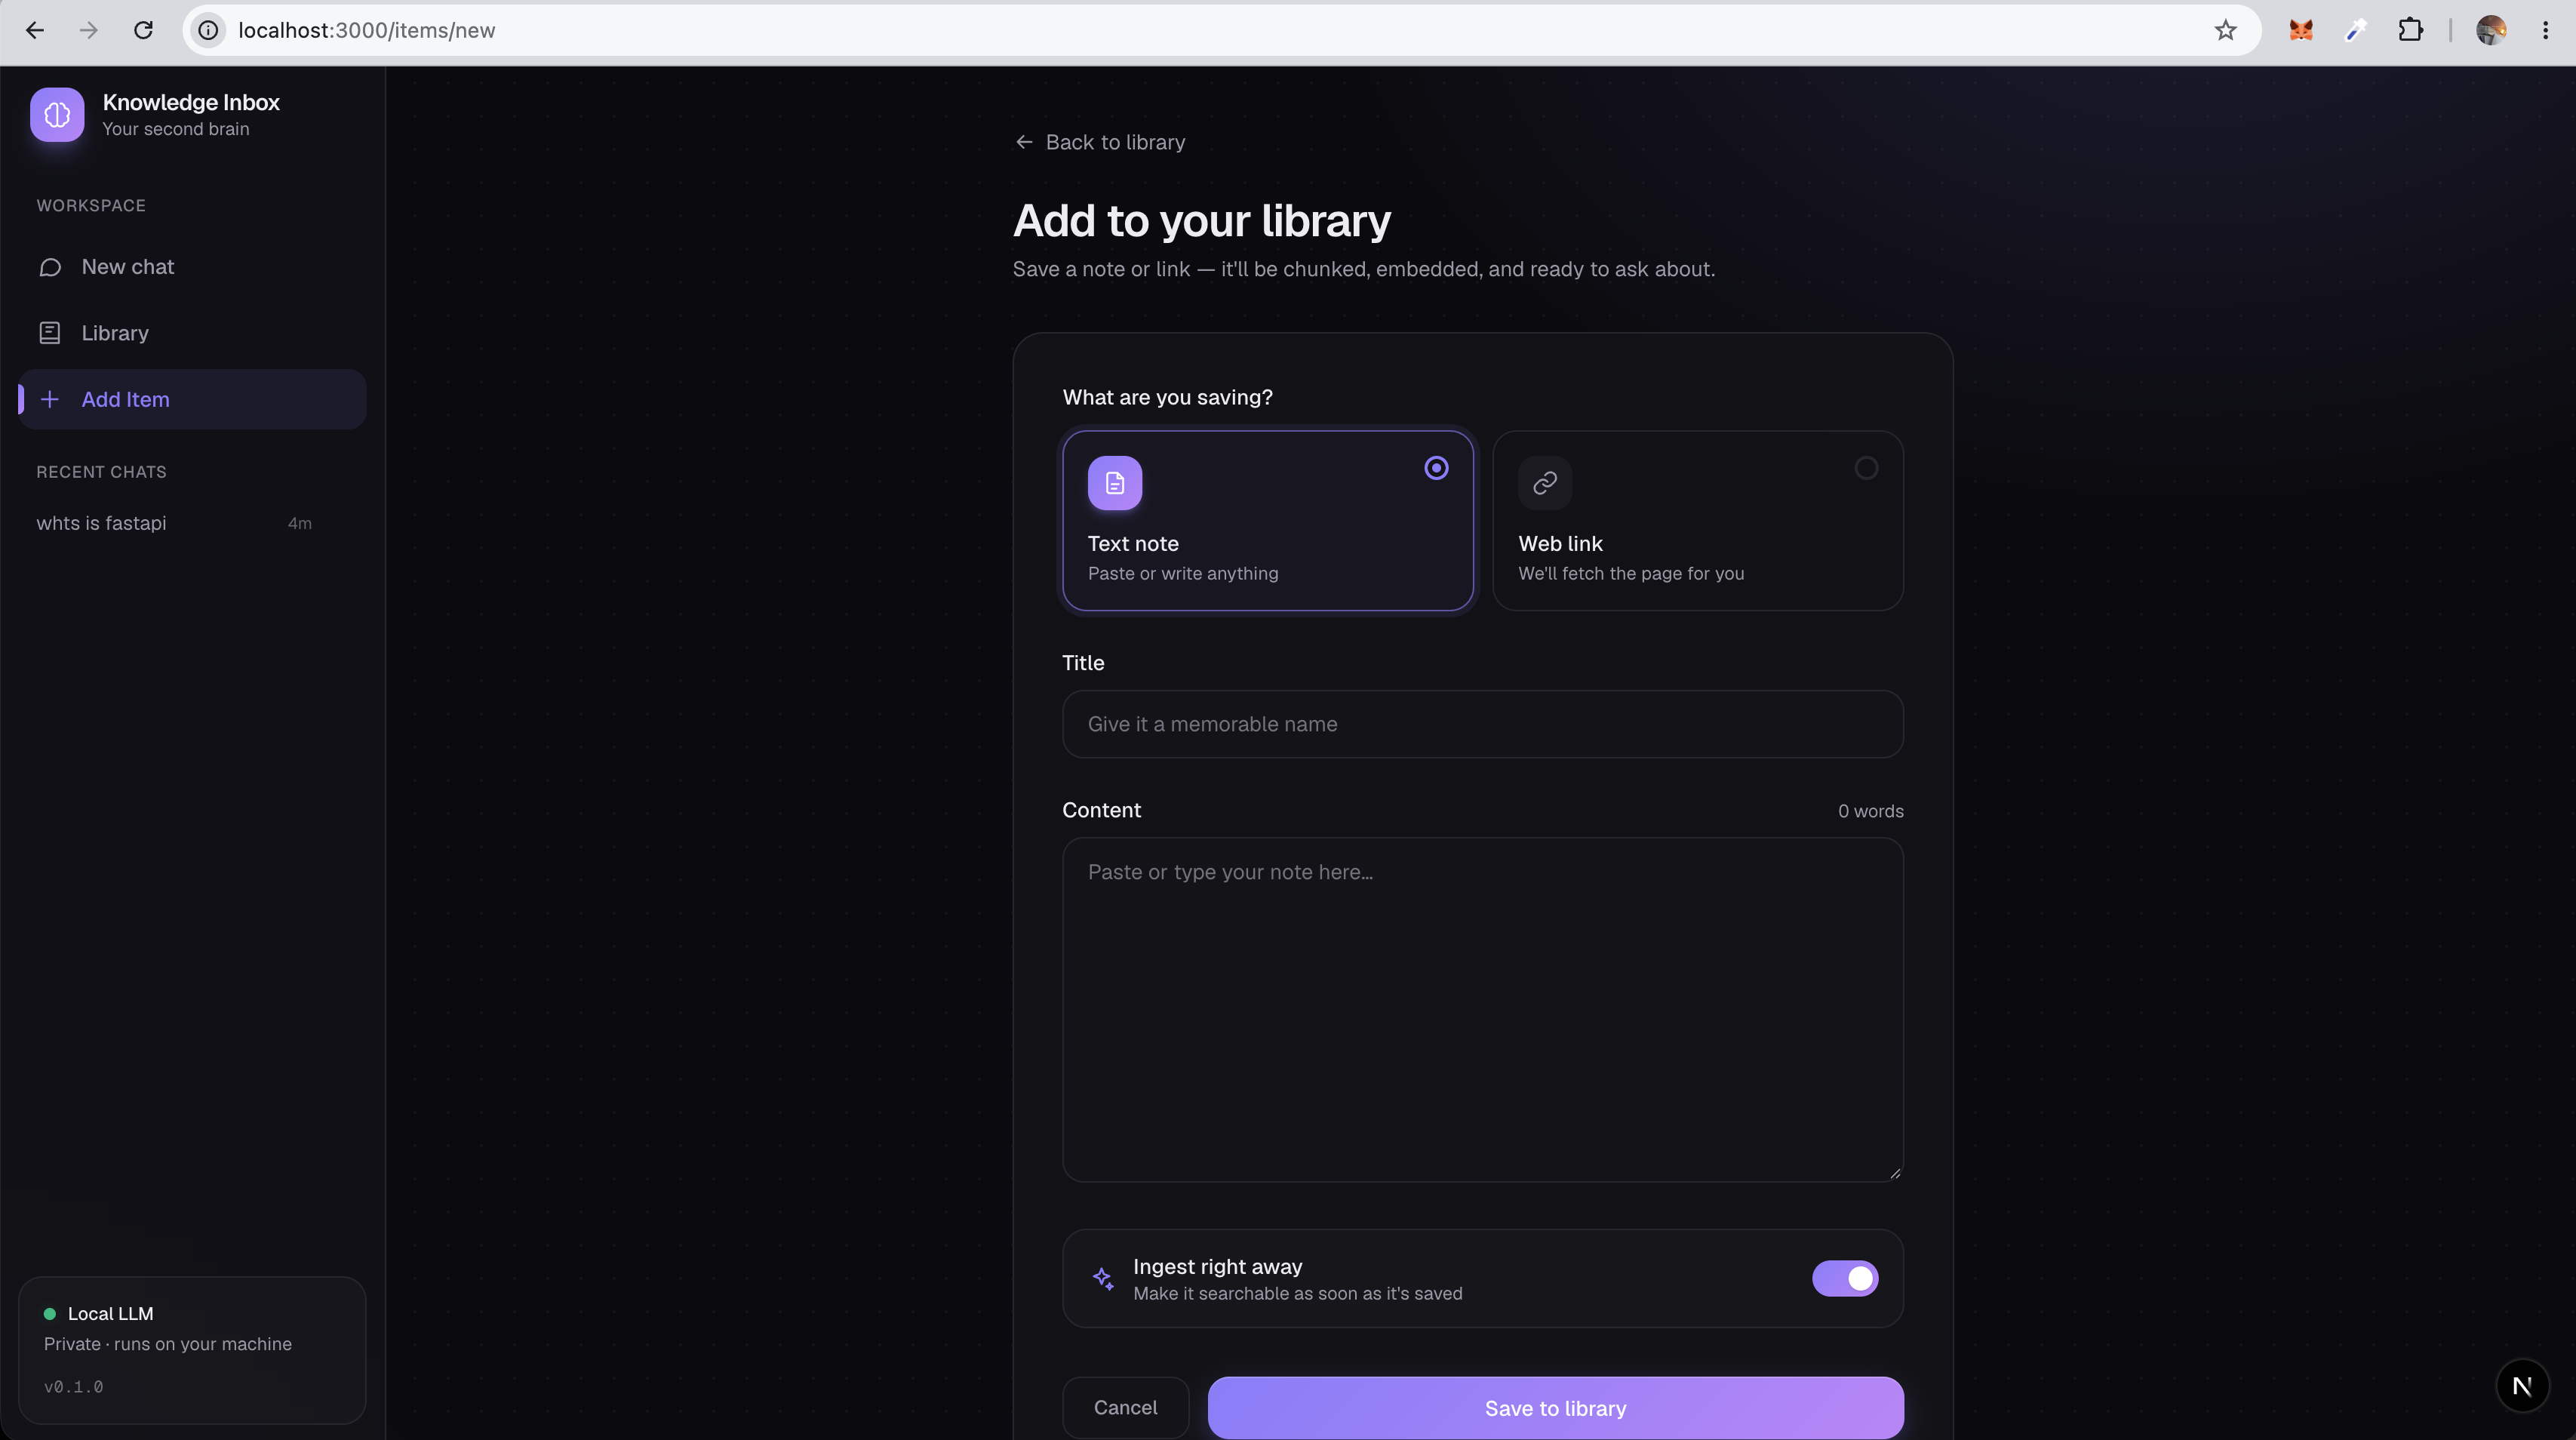 localhost:3000/items/new
Knowledge Inbox
Your second brain
WORKSPACE
New chat
Library
Add Item
RECENT CHATS
whts is fastapi 4m
Local LLM
Private · runs on your machine
v0.1.0
Back to library
Add to your library
Save a note or link — it'll be chunked, embedded, and ready to ask about.
What are you saving?
Text note
Paste or write anything
Web link
We'll fetch the page for you
Title
Give it a memorable name
Content 0 words
Paste or type your note here...
Ingest right away
Make it searchable as soon as it's saved
Cancel
Save to library
N